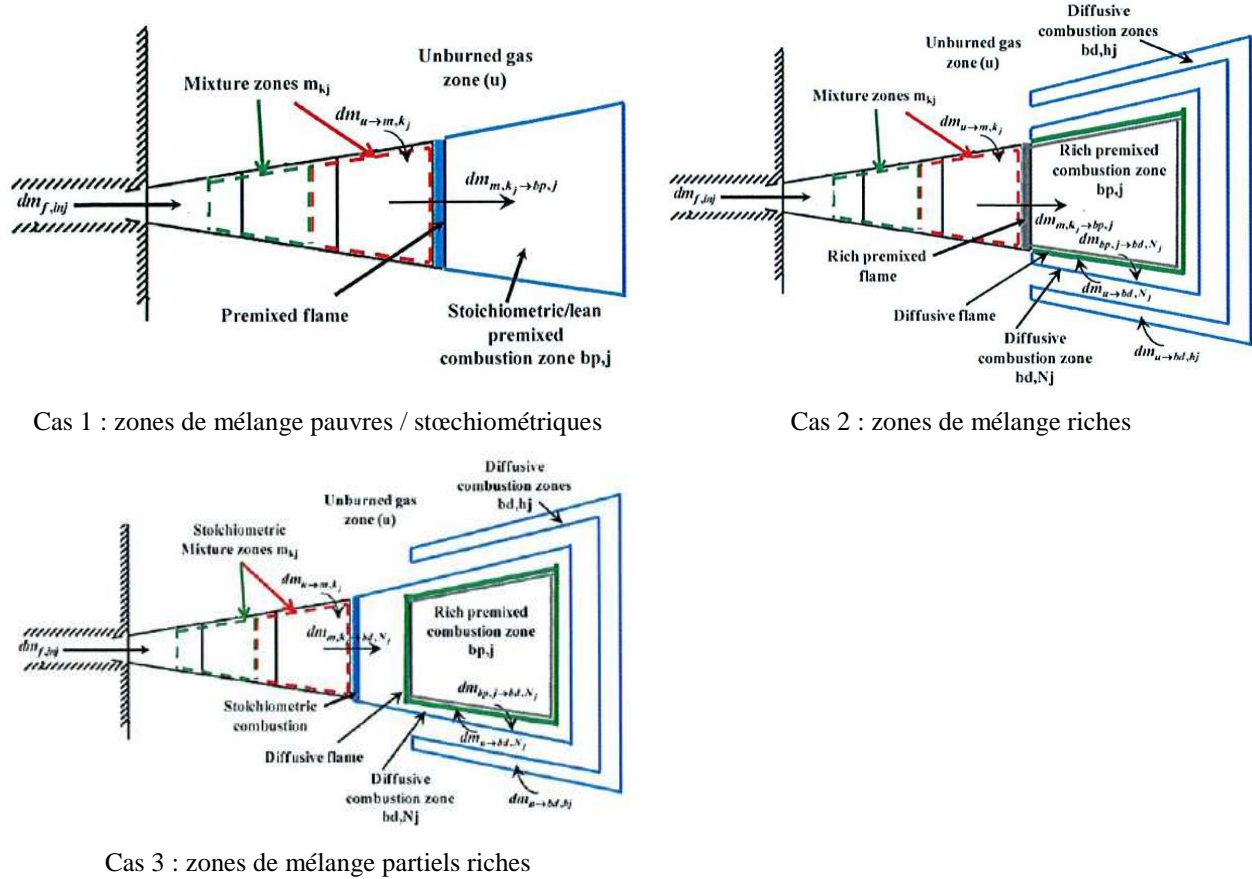 Unburned gas
zone (u)
Mixture zones m_kj
dm_u→m,k_j
dm_f,inj
dm_m,k_j→bp,j
Premixed flame
Stoichiometric/lean
premixed
combustion zone bp,j
Cas 1 : zones de mélange pauvres / stœchiométriques
Diffusive
combustion zones
bd,hj
Unburned gas
zone (u)
Mixture zones m_kj
dm_u→m,k_j
Rich premixed
combustion zone
bp,j
dm_f,inj
dm_m,k_j→bp,j
dm_bp,j→bd,N_j
Rich premixed
flame
dm_u→bd,N_j
Diffusive flame
Diffusive
combustion zone
bd,Nj
dm_u→bd,hj
Cas 2 : zones de mélange riches
Diffusive
combustion zones
bd,hj
Unburned gas
zone (u)
Stoichiometric
Mixture zones m_kj
dm_u→m,k_j
Rich premixed
combustion zone
bp,j
dm_m,k_j→bd,N_j
dm_f,inj
dm_bp,j→bd,N_j
Stoichiometric
combustion
dm_u→bd,N_j
Diffusive flame
Diffusive
combustion zone
bd,Nj
dm_u→bd,hj
Cas 3 : zones de mélange partiels riches